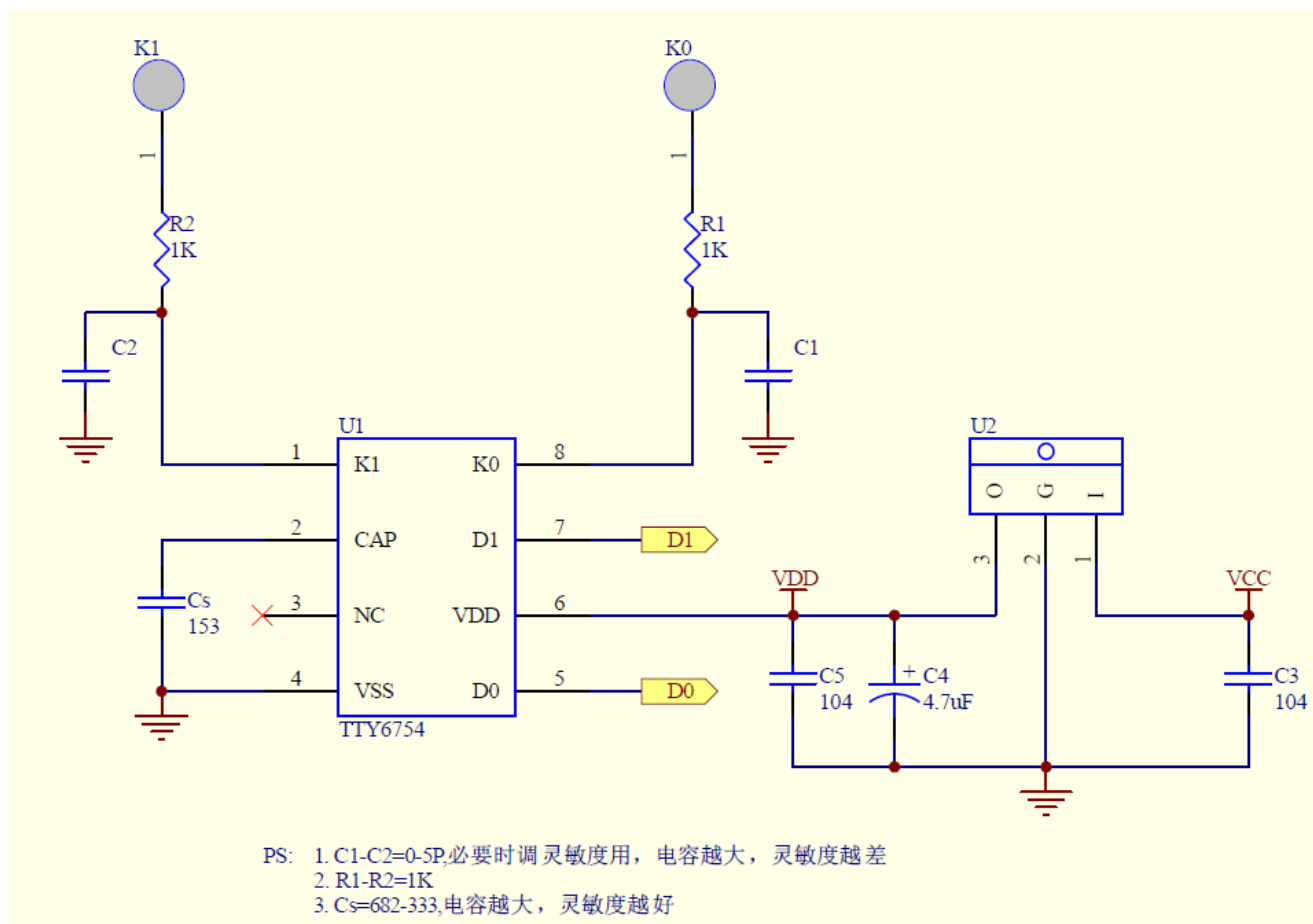 K1
K0
1
1
R2
1K
R1
1K
C2
C1
U1
U2
1
K1
K0
8
O
G
I
2
CAP
D1
7
D1
3
2
1
Cs
153
3
NC
VDD
6
VDD
VCC
4
VSS
D0
5
D0
C5
104
+
C4
4.7uF
C3
104
TTY6754
PS: 1. C1-C2=0-5P,必要时调灵敏度用，电容越大，灵敏度越差
2. R1-R2=1K
3. Cs=682-333,电容越大，灵敏度越好